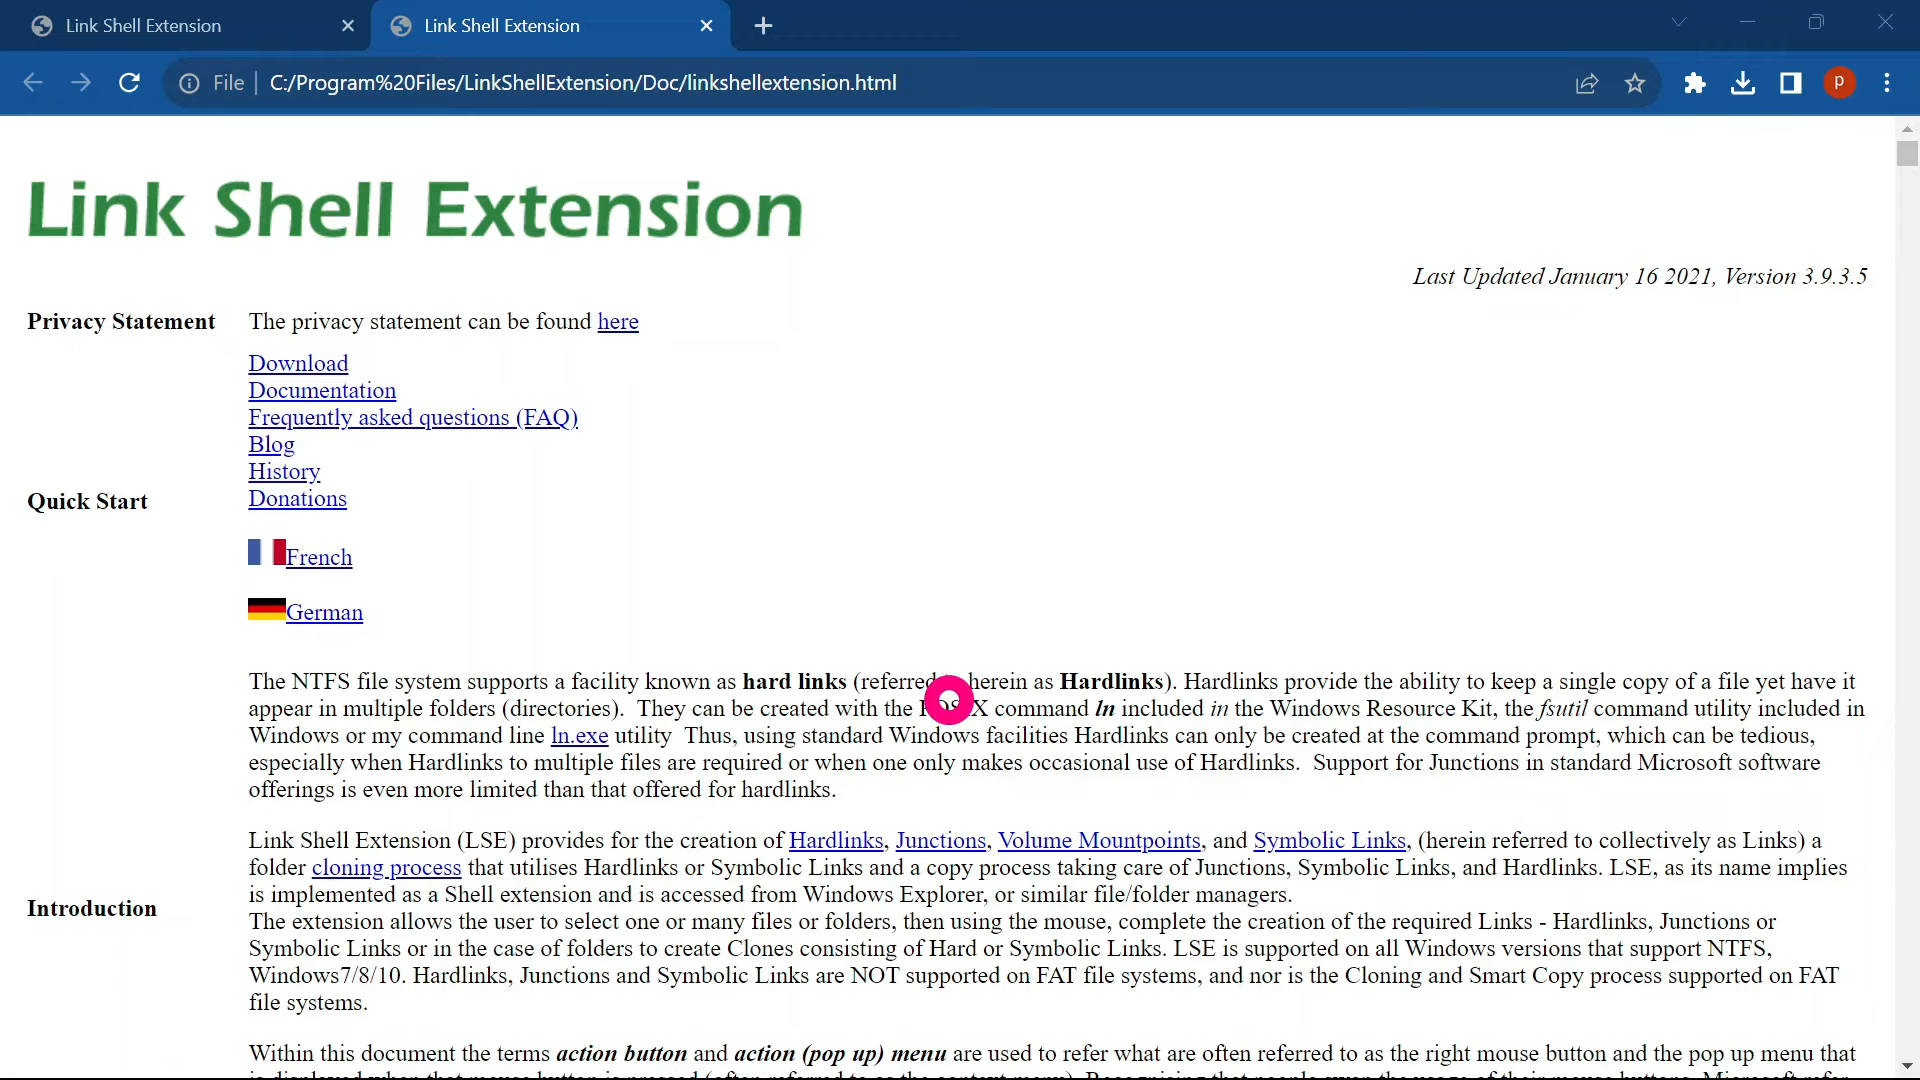 Link Shell Extension
Link Shell Extension
File C:/Program%20Files/LinkShellExtension/Doc/linkshellextension.html
p
Link Shell Extension
Last Updated January 16 2021, Version 3.9.3.5
Privacy Statement The privacy statement can be found here
Download
Documentation
Frequently asked questions (FAQ)
Blog
History
Quick Start
Donations
French
German
The NTFS file system supports a facility known as hard links (referred herein as Hardlinks). Hardlinks provide the ability to keep a single copy of a file yet have it
appear in multiple folders (directories). They can be created with the command ln included in the Windows Resource Kit, the fsutil command utility included in
Windows or my command line ln.exe utility Thus, using standard Windows facilities Hardlinks can only be created at the command prompt, which can be tedious,
especially when Hardlinks to multiple files are required or when one only makes occasional use of Hardlinks. Support for Junctions in standard Microsoft software
offerings is even more limited than that offered for hardlinks.
Link Shell Extension (LSE) provides for the creation of Hardlinks, Junctions, Volume Mountpoints, and Symbolic Links, (herein referred to collectively as Links) a
folder cloning process that utilises Hardlinks or Symbolic Links and a copy process taking care of Junctions, Symbolic Links, and Hardlinks. LSE, as its name implies
is implemented as a Shell extension and is accessed from Windows Explorer, or similar file/folder managers.
Introduction
The extension allows the user to select one or many files or folders, then using the mouse, complete the creation of the required Links - Hardlinks, Junctions or
Symbolic Links or in the case of folders to create Clones consisting of Hard or Symbolic Links. LSE is supported on all Windows versions that support NTFS,
Windows7/8/10. Hardlinks, Junctions and Symbolic Links are NOT supported on FAT file systems, and nor is the Cloning and Smart Copy process supported on FAT
file systems.
Within this document the terms action button and action (pop up) menu are used to refer what are often referred to as the right mouse button and the pop up menu that